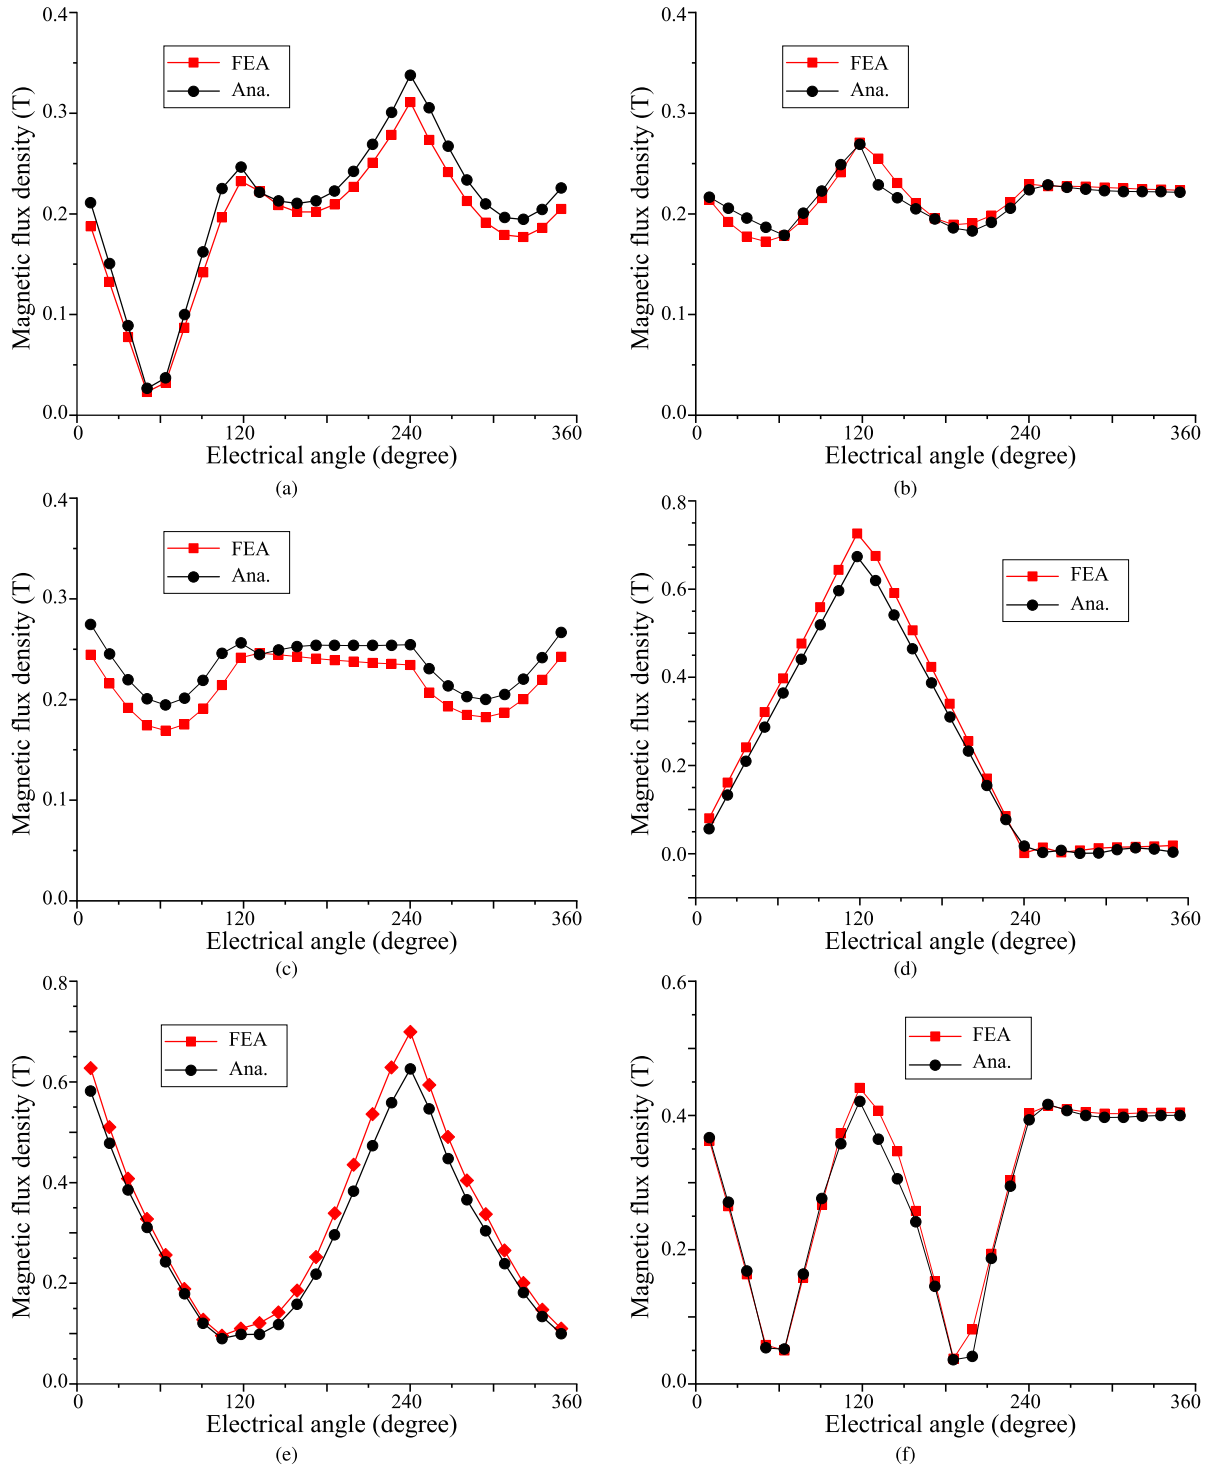 0.4
0.3
0.2
0.1
0.0
Magnetic flux density (T)
FEA
Ana.
0 120 240 360
Electrical angle (degree)
(a)
0.4
0.3
0.2
0.1
0.0
Magnetic flux density (T)
FEA
Ana.
0 120 240 360
Electrical angle (degree)
(b)
0.4
0.3
0.2
0.1
0.0
Magnetic flux density (T)
FEA
Ana.
0 120 240 360
Electrical angle (degree)
(c)
0.8
0.6
0.4
0.2
0.0
Magnetic flux density (T)
FEA
Ana.
0 120 240 360
Electrical angle (degree)
(d)
0.8
0.6
0.4
0.2
0.0
Magnetic flux density (T)
FEA
Ana.
0 120 240 360
Electrical angle (degree)
(e)
0.6
0.4
0.2
0.0
Magnetic flux density (T)
FEA
Ana.
0 120 240 360
Electrical angle (degree)
(f)